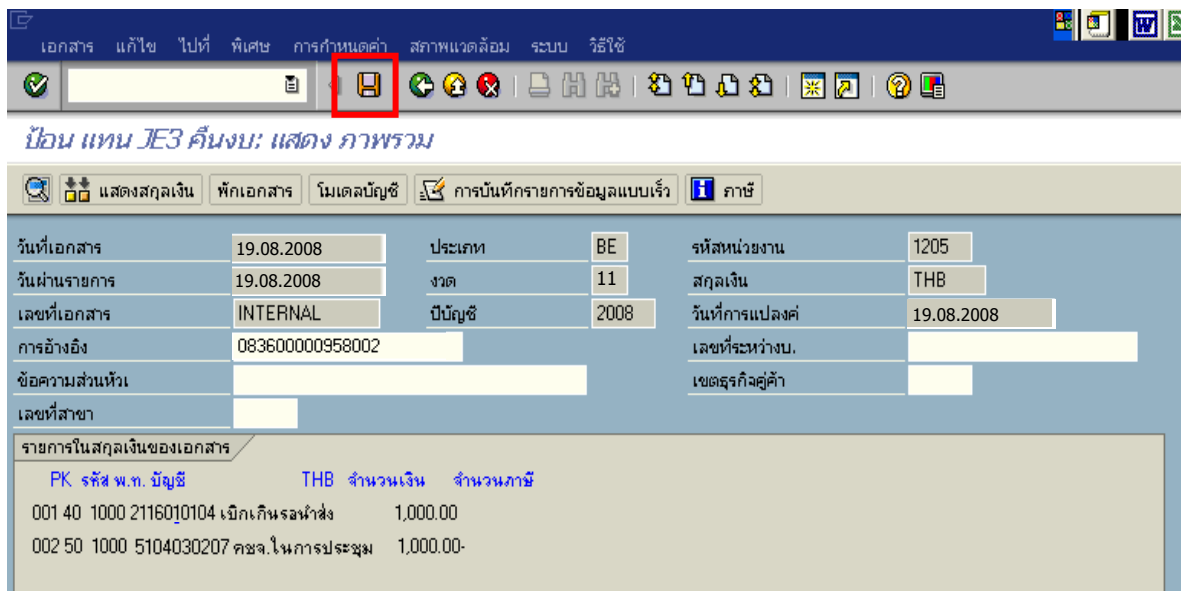 เอกสาร แก้ไข ไปที่ พิเศษ การกำหนดค่า สภาพแวดล้อม ระบบ วิธีใช้
ป้อน แทน JE3 คืนงบ: แสดง ภาพรวม
แสดงสกุลเงิน พักเอกสาร โมเดลบัญชี การบันทึกรายการข้อมูลแบบเร็ว ภาษี
วันที่เอกสาร 19.08.2008 ประเภท BE รหัสหน่วยงาน 1205
วันผ่านรายการ 19.08.2008 งวด 11 สกุลเงิน THB
เลขที่เอกสาร INTERNAL ปีบัญชี 2008 วันที่การแปลงค่ 19.08.2008
การอ้างอิง 083600000958002 เลขที่ระหว่างบ.
ข้อความส่วนหัวเ เขตธุรกิจคู่ค้า
เลขที่สาขา
รายการในสกุลเงินของเอกสาร
PK รหัส พ.ท. บัญชี THB จำนวนเงิน จำนวนภาษี
001 40 1000 2116010104 เบิกเกินรอนำส่ง 1,000.00
002 50 1000 5104030207 คชจ.ในการประชุม 1,000.00-